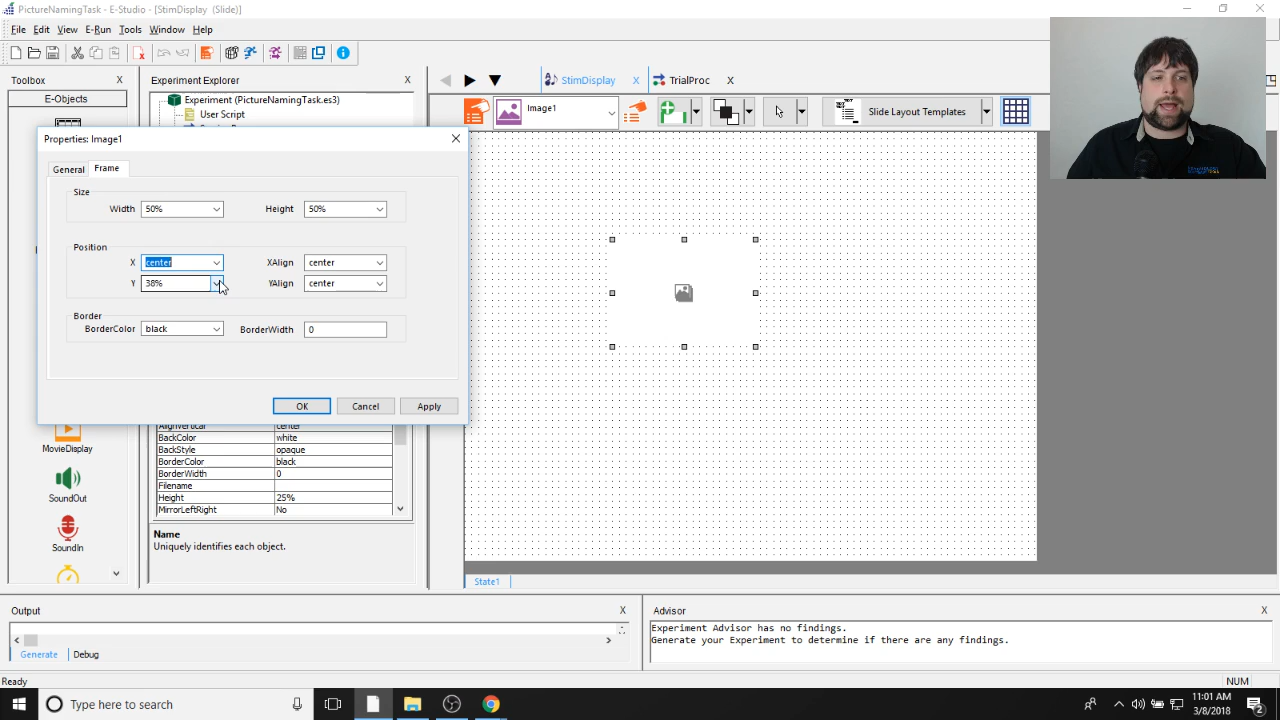 PictureNamingTask - E-Studio - [StimDisplay (Slide)]
File Edit View E-Run Tools Window Help
Toolbox X
E-Objects
Experiment Explorer X
Experiment (PictureNamingTask.es3)
User Script
StimDisplay X TrialProc X
Image1
Slide Layout Templates
Properties: Image1
General Frame
Size
Width 50% Height 50%
Position
X center XAlign center
Y 38% YAlign center
Border
BorderColor black BorderWidth 0
OK Cancel Apply
MovieDisplay
SoundOut
SoundIn
AlignVertical center
BackColor white
BackStyle opaque
BorderColor black
BorderWidth 0
Filename
Height 25%
MirrorLeftRight No
Name
Uniquely identifies each object.
State1
Output X
Generate Debug
Advisor X
Experiment Advisor has no findings.
Generate your Experiment to determine if there are any findings.
Ready NUM
Type here to search
11:01 AM
3/8/2018
2